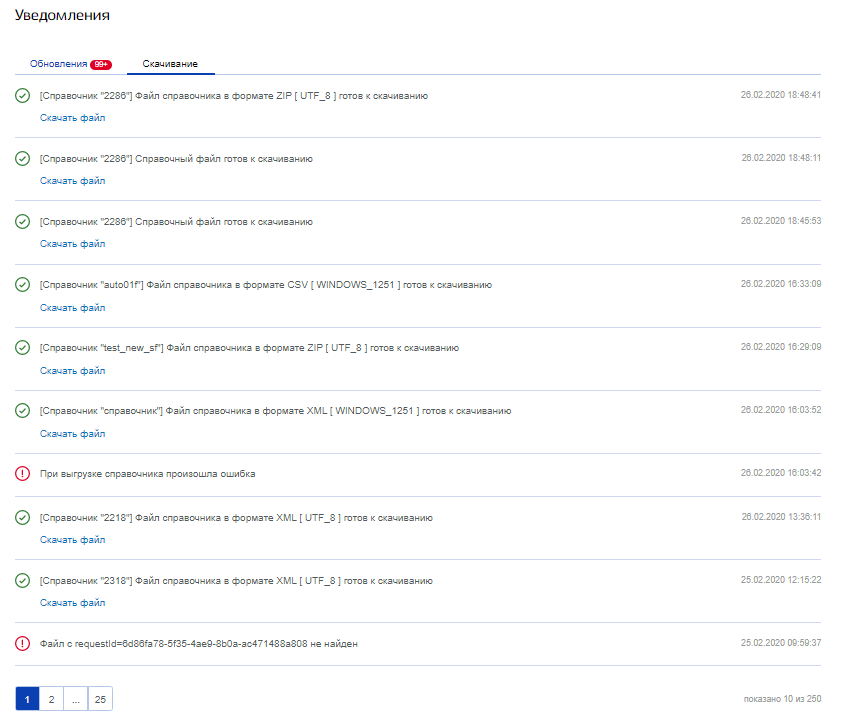 Уведомления
Обновления 99+ Скачивание
[Справочник "2286"] Файл справочника в формате ZIP [ UTF_8 ] готов к скачиванию 26.02.2020 18:48:41
Скачать файл
[Справочник "2286"] Справочный файл готов к скачиванию 26.02.2020 18:48:11
Скачать файл
[Справочник "2286"] Справочный файл готов к скачиванию 26.02.2020 18:45:53
Скачать файл
[Справочник "auto01f"] Файл справочника в формате CSV [ WINDOWS_1251 ] готов к скачиванию 26.02.2020 16:33:09
Скачать файл
[Справочник "test_new_sf"] Файл справочника в формате ZIP [ UTF_8 ] готов к скачиванию 26.02.2020 16:29:09
Скачать файл
[Справочник "справочник"] Файл справочника в формате XML [ WINDOWS_1251 ] готов к скачиванию 26.02.2020 16:03:52
Скачать файл
При выгрузке справочника произошла ошибка 26.02.2020 16:03:42
[Справочник "2218"] Файл справочника в формате XML [ UTF_8 ] готов к скачиванию 26.02.2020 13:36:11
Скачать файл
[Справочник "2318"] Файл справочника в формате XML [ UTF_8 ] готов к скачиванию 25.02.2020 12:15:22
Скачать файл
Файл с requestId=6d86fa78-5f35-4ae9-8b0a-ac471488a808 не найден 25.02.2020 09:59:37
1 2 ... 25 показано 10 из 250